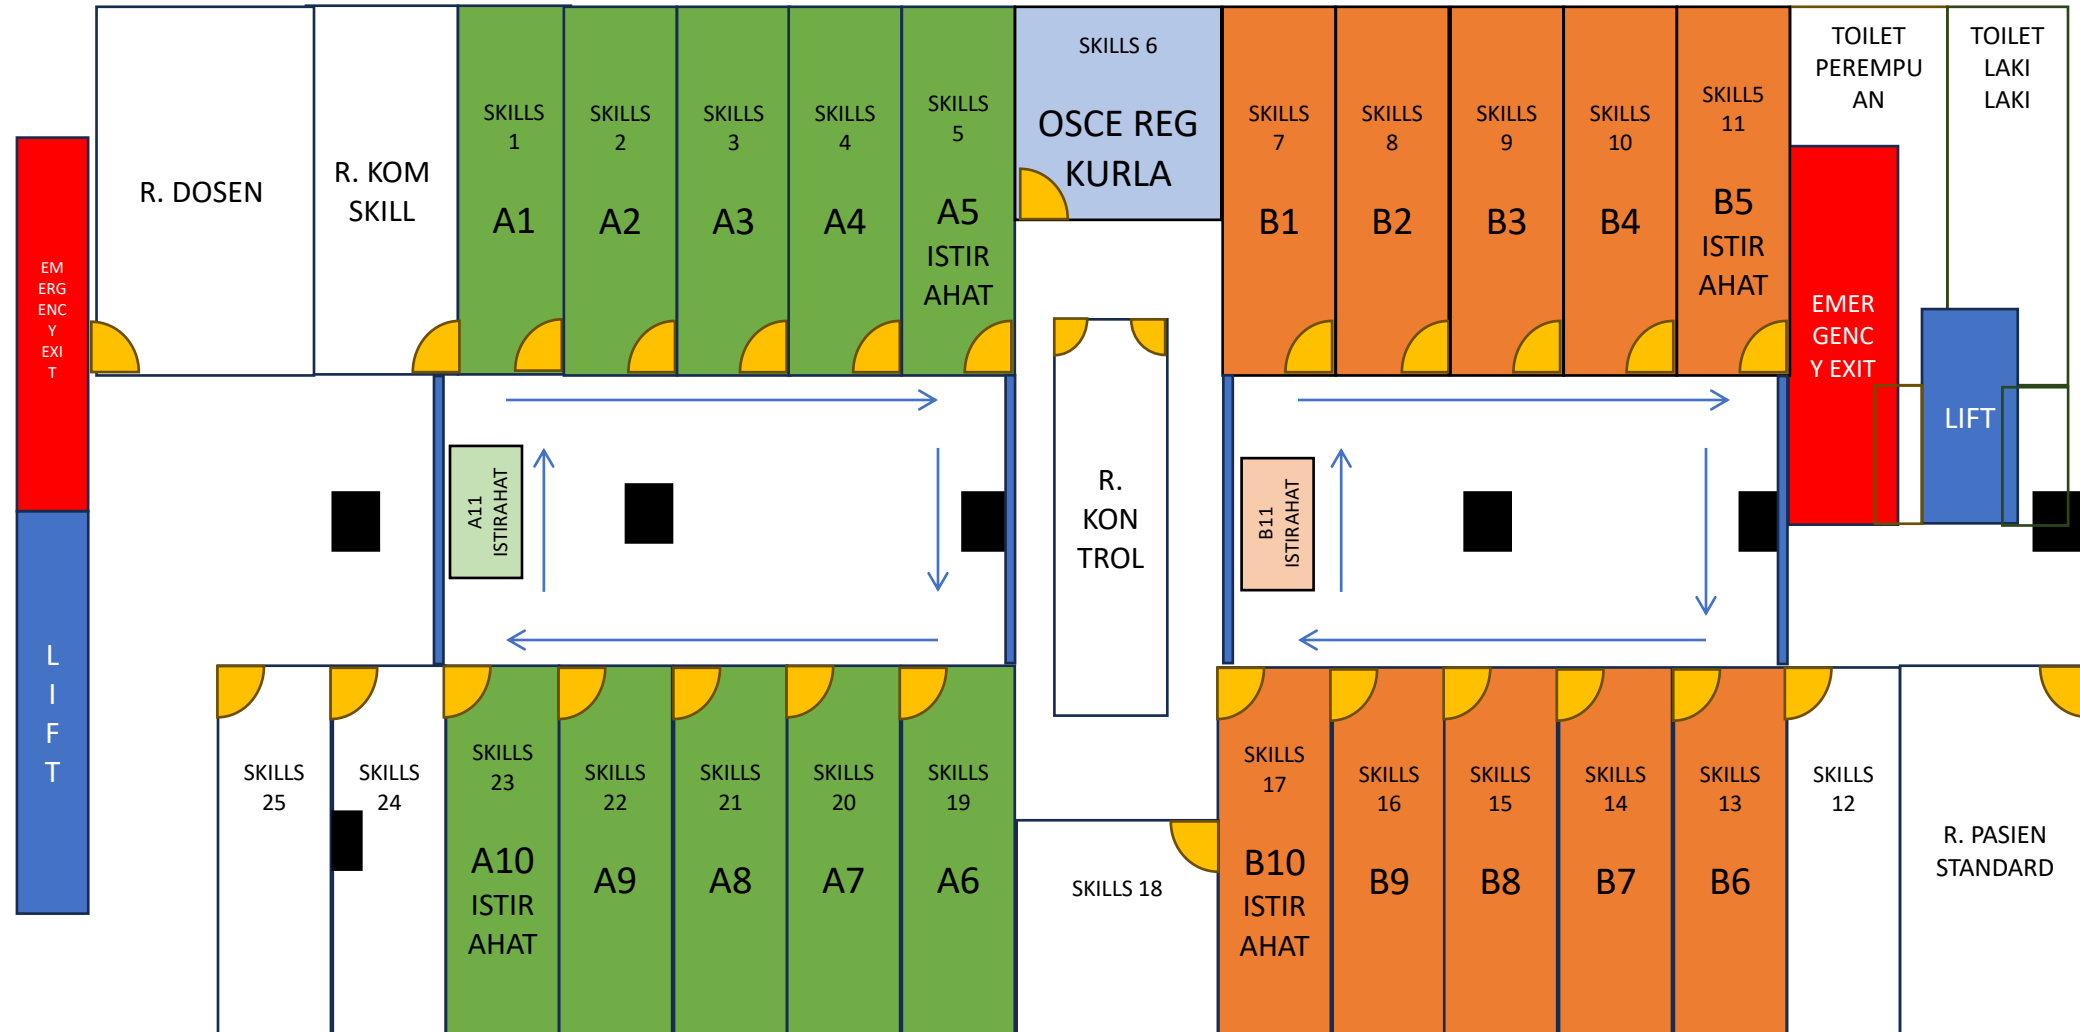 R. DOSEN
R. KOM
SKILL
SKILLS
1
A1
SKILLS
2
A2
SKILLS
3
A3
SKILLS
4
A4
SKILLS
5
A5
ISTIR
AHAT
SKILLS 6
OSCE REG
KURLA
SKILLS
7
B1
SKILLS
8
B2
SKILLS
9
B3
SKILLS
10
B4
SKILL5
11
B5
ISTIR
AHAT
TOILET
PEREMPU
AN
TOILET
LAKI
LAKI
EM
ERG
ENC
Y
EXI
T
EMER
GENC
Y EXIT
LIFT
A11
ISTIRAHAT
R.
KON
TROL
B11
ISTIRAHAT
L
I
F
T
SKILLS
25
SKILLS
24
SKILLS
23
A10
ISTIR
AHAT
SKILLS
22
A9
SKILLS
21
A8
SKILLS
20
A7
SKILLS
19
A6
SKILLS 18
SKILLS
17
B10
ISTIR
AHAT
SKILLS
16
B9
SKILLS
15
B8
SKILLS
14
B7
SKILLS
13
B6
SKILLS
12
R. PASIEN
STANDARD